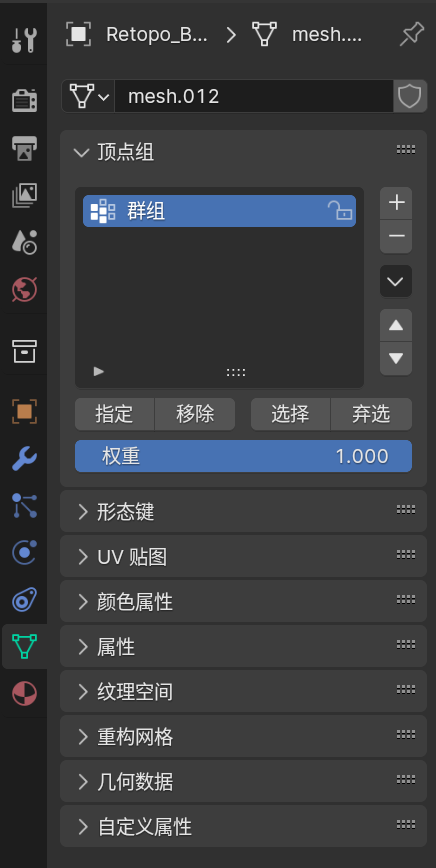 Retopo_B... mesh....
mesh.012
顶点组
群组
指定 移除 选择 弃选
权重 1.000
形态键
UV 贴图
颜色属性
属性
纹理空间
重构网格
几何数据
自定义属性